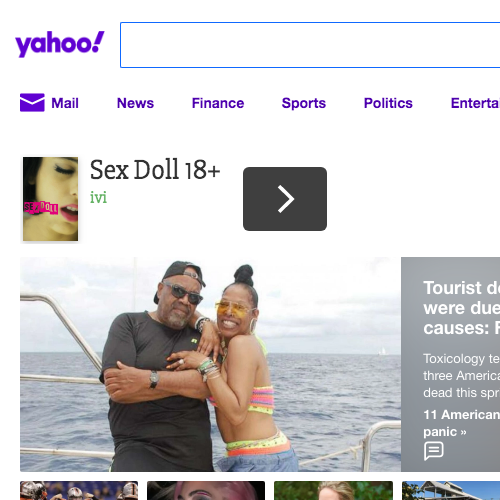 yahoo!
Mail News Finance Sports Politics Enterta
Sex Doll 18+
ivi
SEX DOLL
Tourist d
were due
causes: F
Toxicology te
three America
dead this spr
11 American
panic »